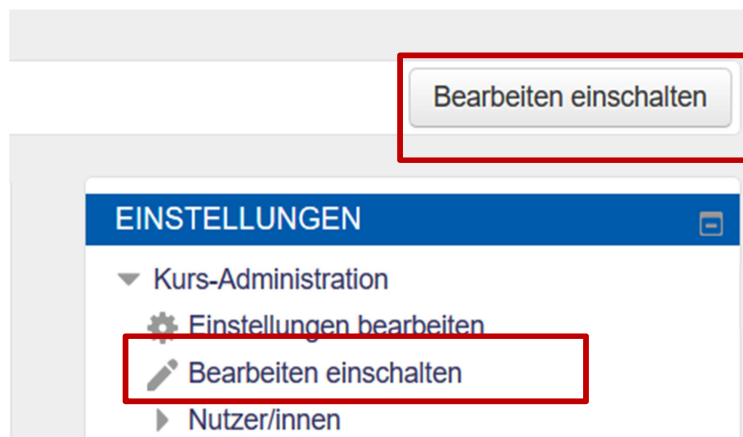 Bearbeiten einschalten
EINSTELLUNGEN
Kurs-Administration
Einstellungen bearbeiten
Bearbeiten einschalten
Nutzer/innen